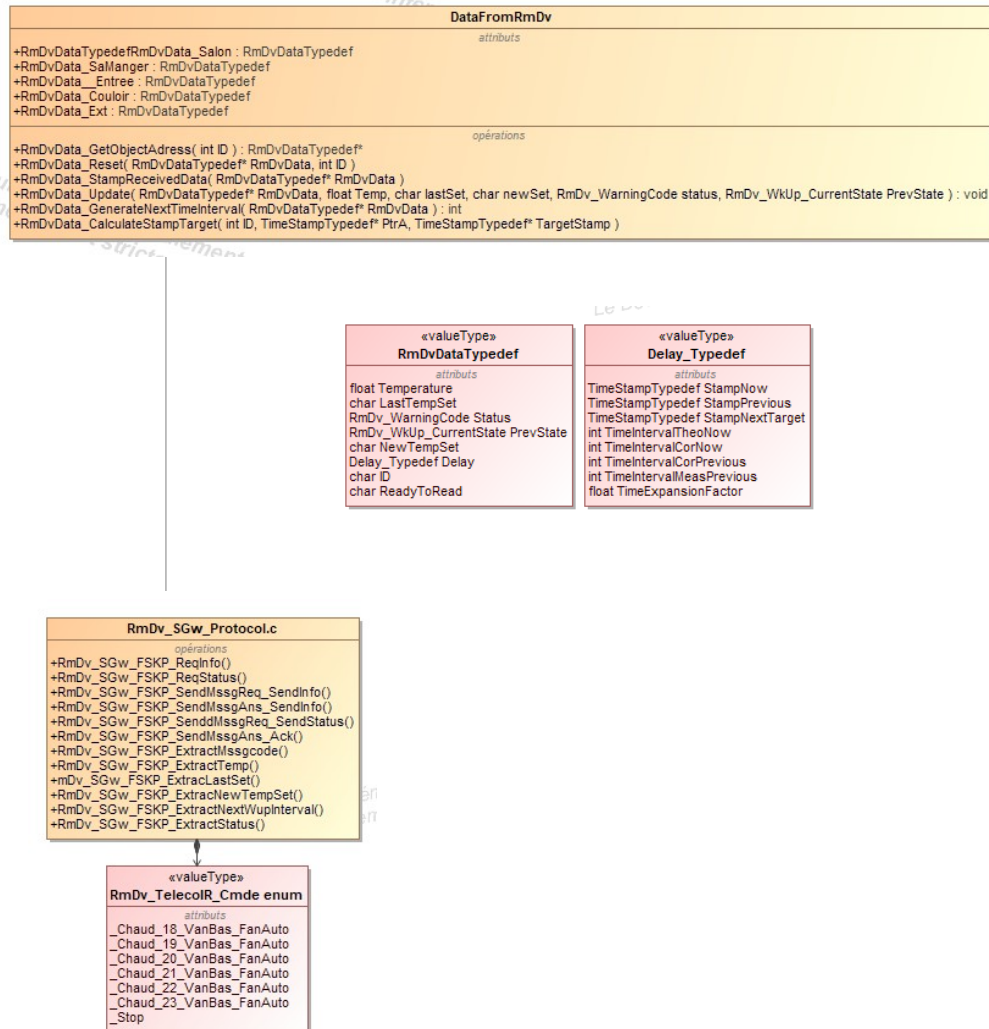 DataFromRmDv
attributs
+RmDvDataTypedefRmDvData_Salon : RmDvDataTypedef
+RmDvData_SaManger : RmDvDataTypedef
+RmDvData__Entree : RmDvDataTypedef
+RmDvData_Couloir : RmDvDataTypedef
+RmDvData_Ext : RmDvDataTypedef
opérations
+RmDvData_GetObjectAdress( int ID ) : RmDvDataTypedef*
+RmDvData_Reset( RmDvDataTypedef* RmDvData, int ID )
+RmDvData_StampReceivedData( RmDvDataTypedef* RmDvData )
+RmDvData_Update( RmDvDataTypedef* RmDvData, float Temp, char lastSet, char newSet, RmDv_WarningCode status, RmDv_WkUp_CurrentState PrevState ) : void
+RmDvData_GenerateNextTimeInterval( RmDvDataTypedef* RmDvData ) : int
+RmDvData_CalculateStampTarget( int ID, TimeStampTypedef* PtrA, TimeStampTypedef* TargetStamp )
«valueType»
RmDvDataTypedef
attributs
float Temperature
char LastTempSet
RmDv_WarningCode Status
RmDv_WkUp_CurrentState PrevState
char NewTempSet
Delay_Typedef Delay
char ID
char ReadyToRead
«valueType»
Delay_Typedef
attributs
TimeStampTypedef StampNow
TimeStampTypedef StampPrevious
TimeStampTypedef StampNextTarget
int TimeIntervalTheoNow
int TimeIntervalCorNow
int TimeIntervalCorPrevious
int TimeIntervalMeasPrevious
float TimeExpansionFactor
RmDv_SGw_Protocol.c
opérations
+RmDv_SGw_FSKP_ReqInfo()
+RmDv_SGw_FSKP_ReqStatus()
+RmDv_SGw_FSKP_SendMssgReq_SendInfo()
+RmDv_SGw_FSKP_SendMssgAns_SendInfo()
+RmDv_SGw_FSKP_SenddMssgReq_SendStatus()
+RmDv_SGw_FSKP_SendMssgAns_Ack()
+RmDv_SGw_FSKP_ExtractMssgcode()
+RmDv_SGw_FSKP_ExtractTemp()
+mDv_SGw_FSKP_ExtracLastSet()
+RmDv_SGw_FSKP_ExtracNewTempSet()
+RmDv_SGw_FSKP_ExtractNextWupInterval()
+RmDv_SGw_FSKP_ExtractStatus()
«valueType»
RmDv_TelecoIR_Cmde enum
attributs
_Chaud_18_VanBas_FanAuto
_Chaud_19_VanBas_FanAuto
_Chaud_20_VanBas_FanAuto
_Chaud_21_VanBas_FanAuto
_Chaud_22_VanBas_FanAuto
_Chaud_23_VanBas_FanAuto
_Stop